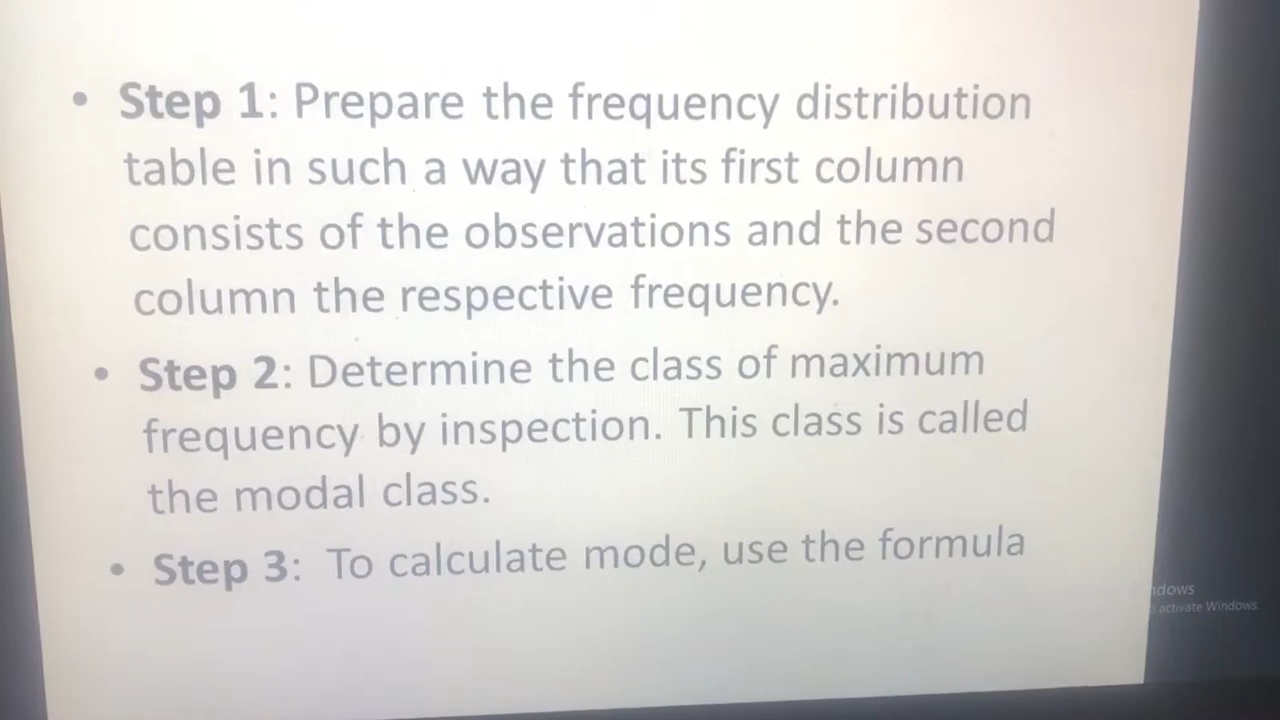 • Step 1: Prepare the frequency distribution
table in such a way that its first column
consists of the observations and the second
column the respective frequency.
• Step 2: Determine the class of maximum
frequency by inspection. This class is called
the modal class.
• Step 3: To calculate mode, use the formula
activate Windows